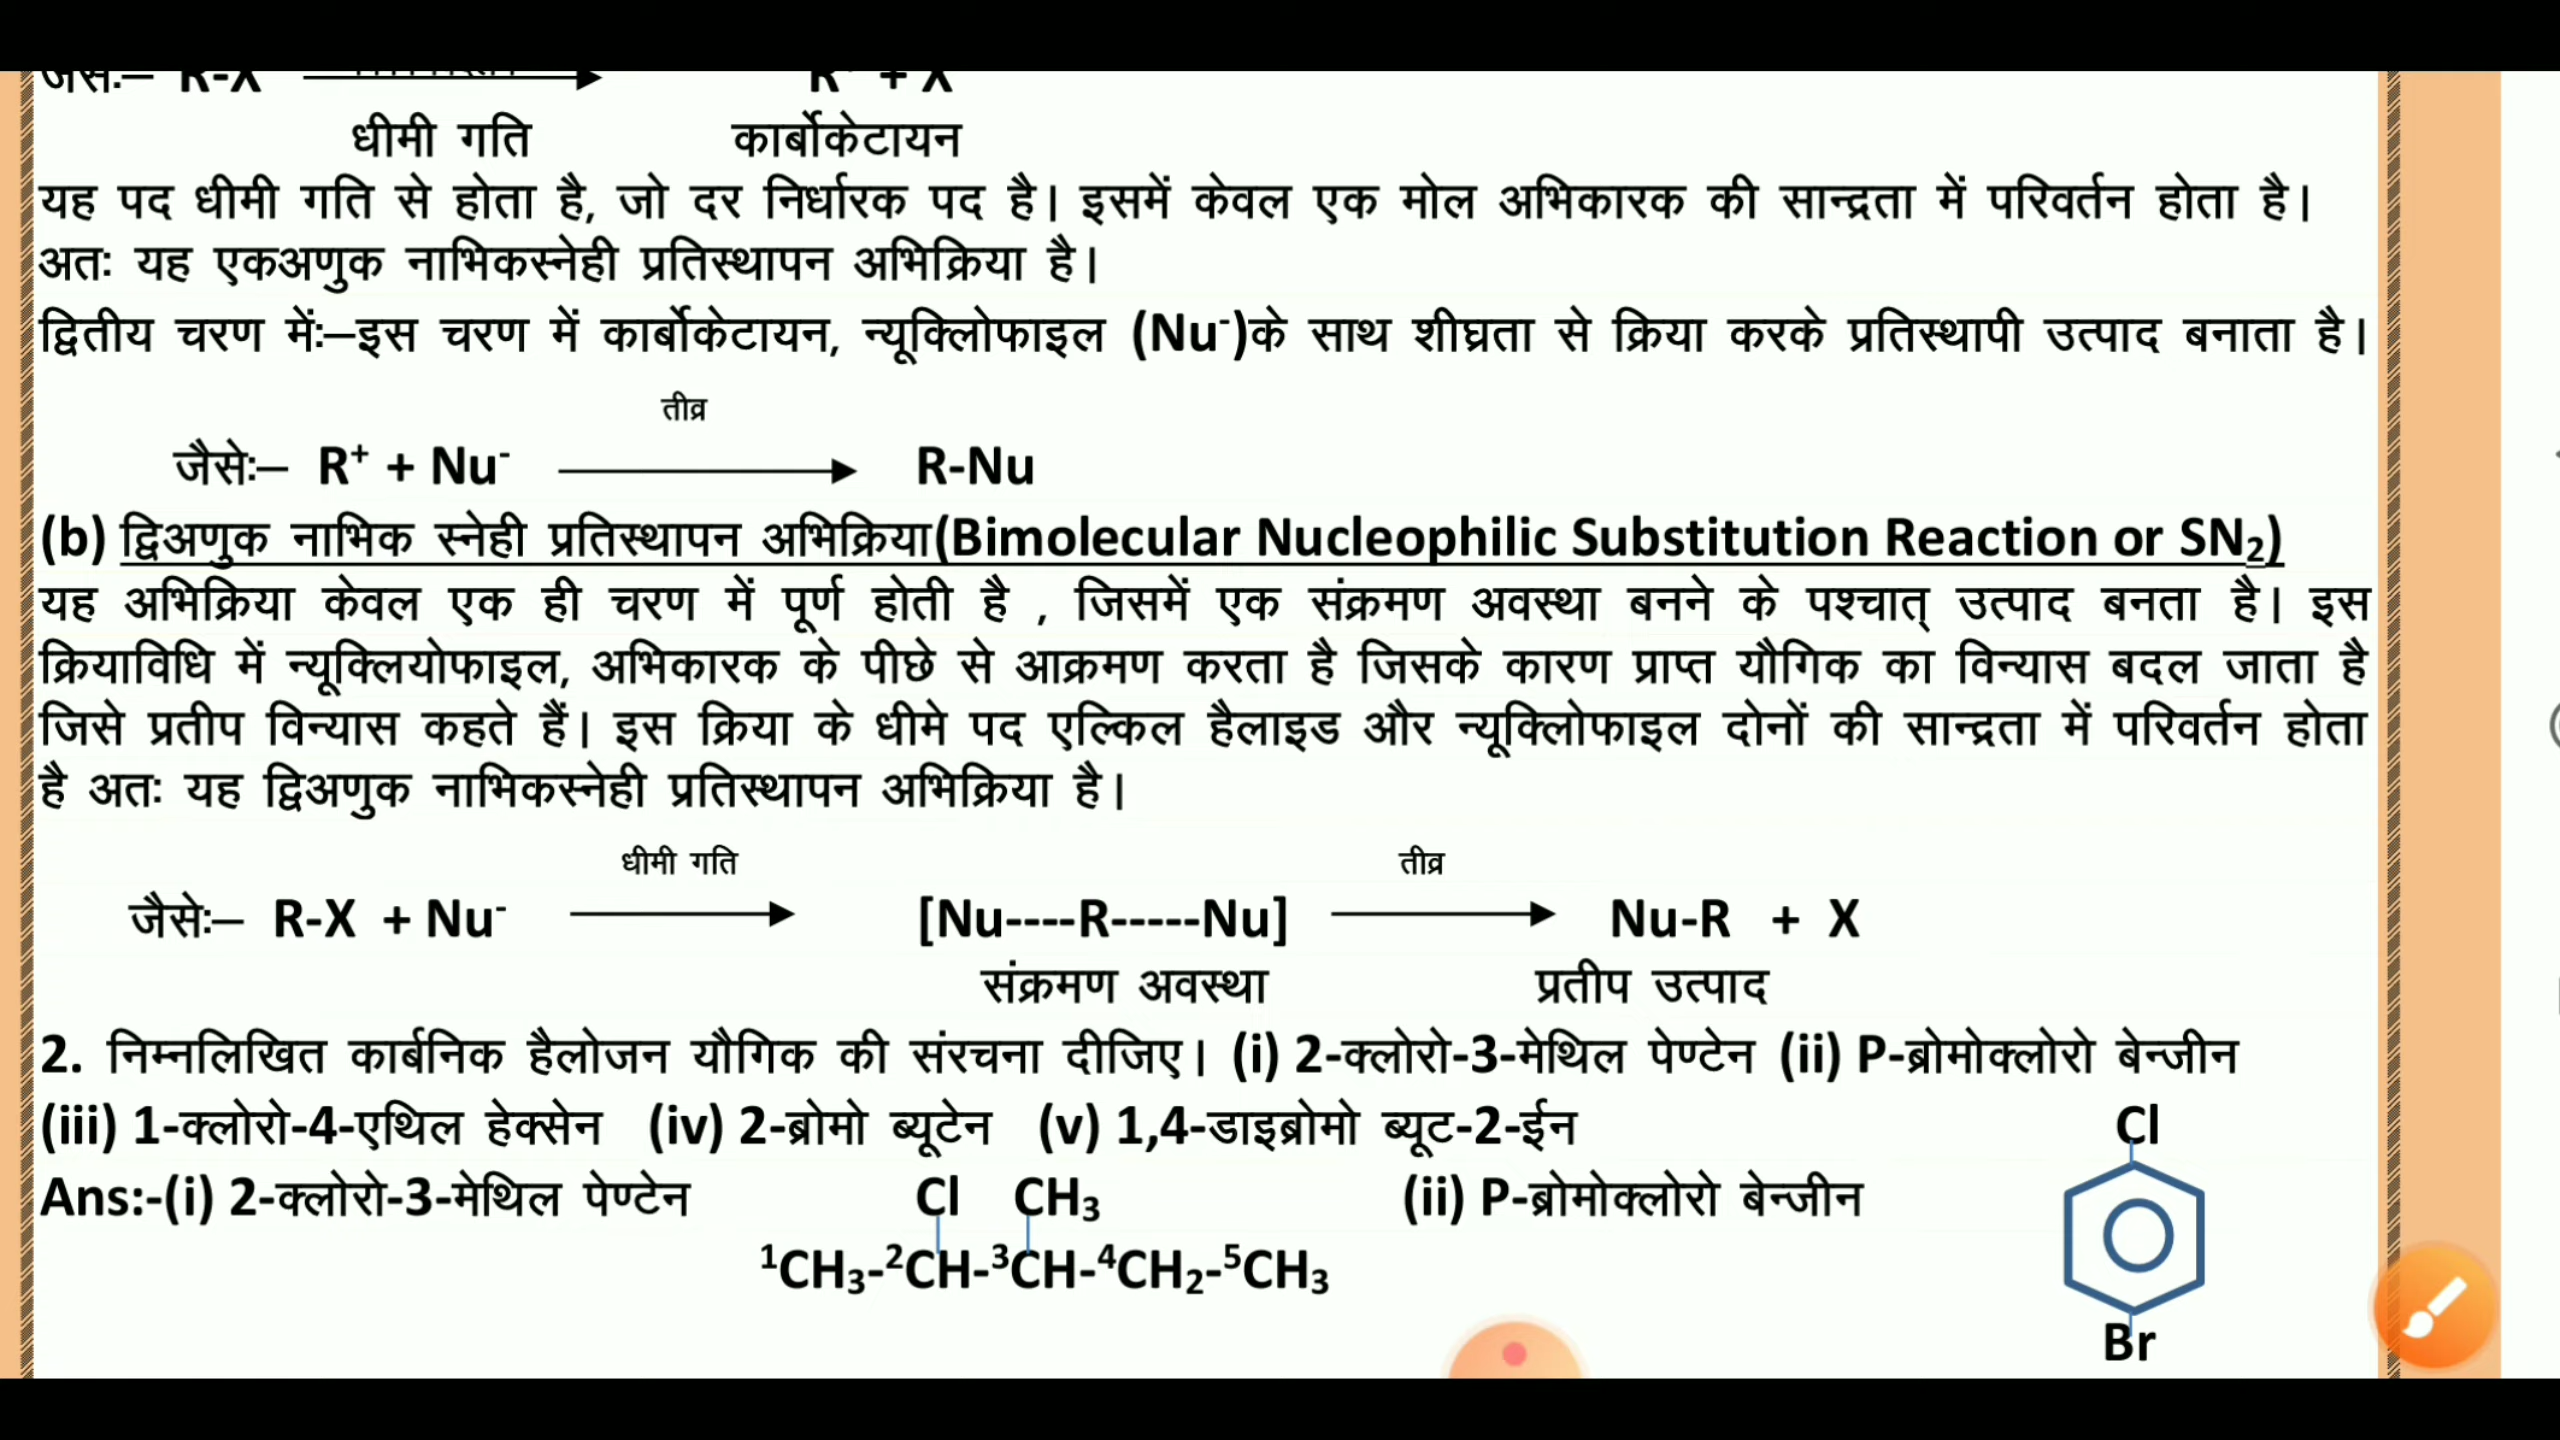 जैसेः– R-X R⁺ + X
धीमी गति कार्बोकेटायन
यह पद धीमी गति से होता है, जो दर निर्धारक पद है। इसमें केवल एक मोल अभिकारक की सान्द्रता में परिवर्तन होता है।
अतः यह एकअणुक नाभिकस्नेही प्रतिस्थापन अभिक्रिया है।
द्वितीय चरण मेंः–इस चरण में कार्बोकेटायन, न्यूक्लिोफाइल (Nu⁻)के साथ शीघ्रता से क्रिया करके प्रतिस्थापी उत्पाद बनाता है।
तीव्र
जैसेः– R⁺ + Nu⁻ ⟶ R-Nu
(b) द्विअणुक नाभिक स्नेही प्रतिस्थापन अभिक्रिया(Bimolecular Nucleophilic Substitution Reaction or SN₂)
यह अभिक्रिया केवल एक ही चरण में पूर्ण होती है , जिसमें एक संक्रमण अवस्था बनने के पश्चात् उत्पाद बनता है। इस
क्रियाविधि में न्यूक्लियोफाइल, अभिकारक के पीछे से आक्रमण करता है जिसके कारण प्राप्त यौगिक का विन्यास बदल जाता है
जिसे प्रतीप विन्यास कहते हैं। इस क्रिया के धीमे पद एल्किल हैलाइड और न्यूक्लिोफाइल दोनों की सान्द्रता में परिवर्तन होता
है अतः यह द्विअणुक नाभिकस्नेही प्रतिस्थापन अभिक्रिया है।
धीमी गति तीव्र
जैसेः– R-X + Nu⁻ ⟶ [Nu----R-----Nu] ⟶ Nu-R + X
संक्रमण अवस्था प्रतीप उत्पाद
2. निम्नलिखित कार्बनिक हैलोजन यौगिक की संरचना दीजिए। (i) 2-क्लोरो-3-मेथिल पेण्टेन (ii) P-ब्रोमोक्लोरो बेन्जीन
(iii) 1-क्लोरो-4-एथिल हेक्सेन (iv) 2-ब्रोमो ब्यूटेन (v) 1,4-डाइब्रोमो ब्यूट-2-ईन
Cl
Ans:-(i) 2-क्लोरो-3-मेथिल पेण्टेन Cl CH₃ (ii) P-ब्रोमोक्लोरो बेन्जीन
¹CH₃-²CH-³CH-⁴CH₂-⁵CH₃
Br